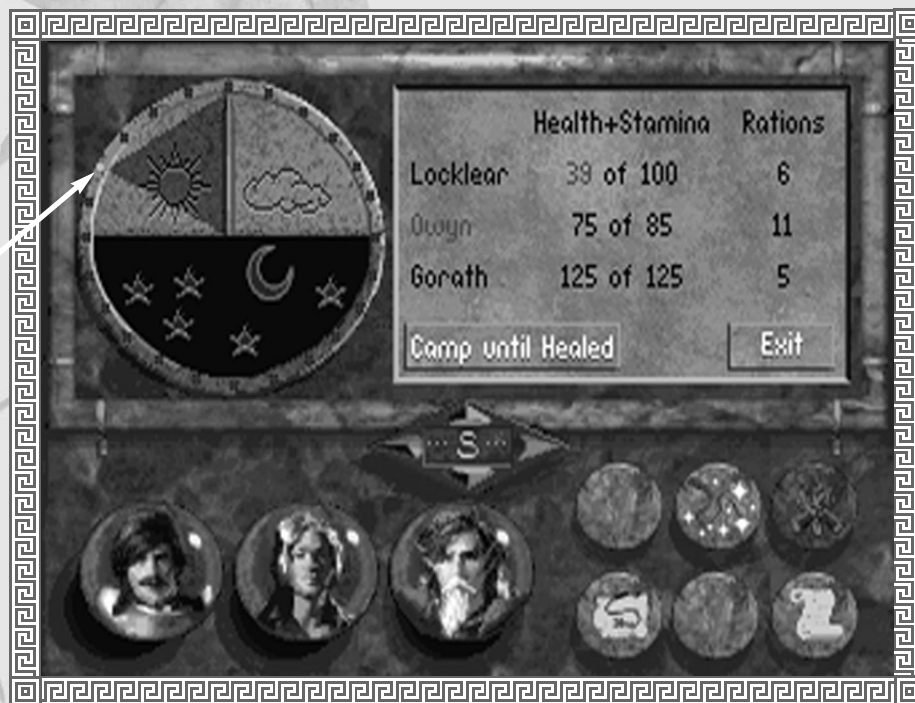 Health+Stamina Rations
Locklear 39 of 100 6
Owyn 75 of 85 11
Gorath 125 of 125 5
Camp until Healed Exit
S